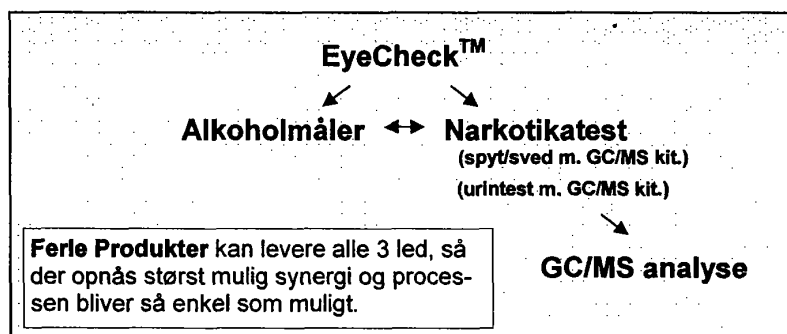 EyeCheck™
Alkoholmåler ↔ Narkotikatest
(spyt/sved m. GC/MS kit.)
(urintest m. GC/MS kit.)
Ferle Produkter kan levere alle 3 led, så
der opnås størst mulig synergi og proces-
sen bliver så enkel som muligt.
GC/MS analyse